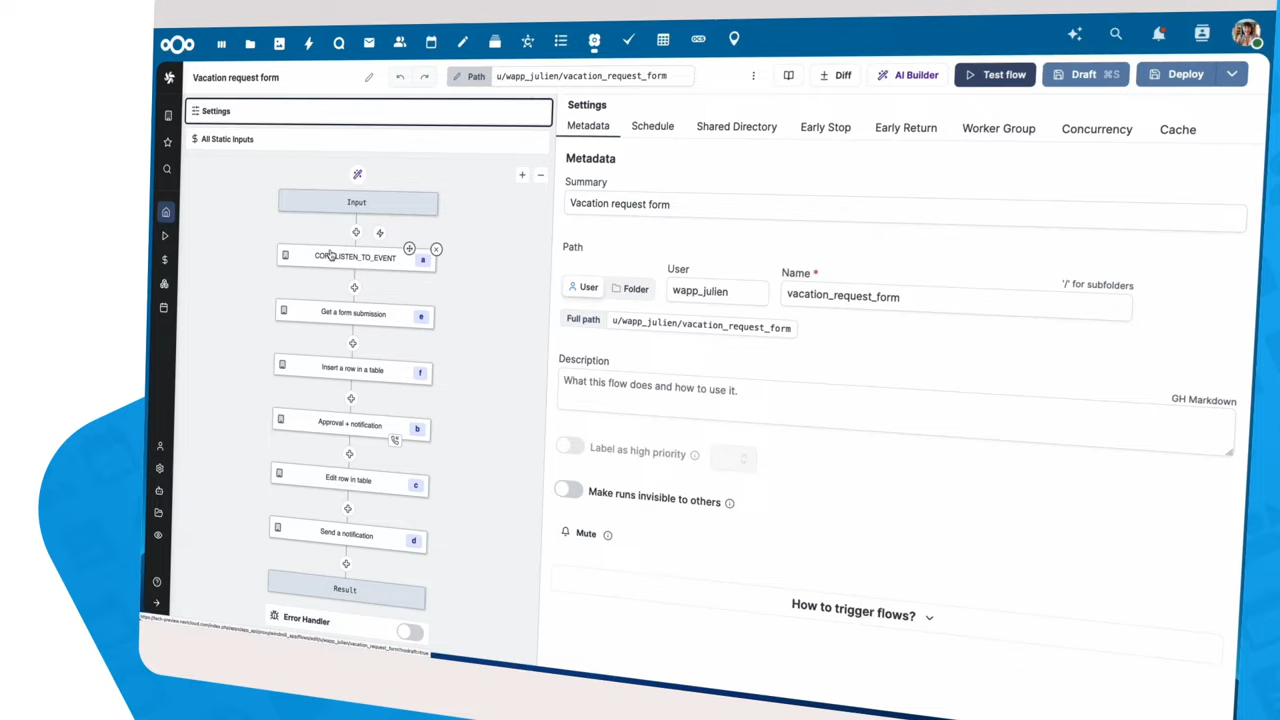 Vacation request form
Path u/wapp_julien/vacation_request_form
Diff
AI Builder
Test flow
Draft ⌘S
Deploy
Settings
All Static Inputs
Input
LISTEN_TO_EVENT a
Get a form submission e
Insert a row in a table f
Approval + notification b
Edit row in table c
Send a notification d
Result
Error Handler
Settings
Metadata Schedule Shared Directory Early Stop Early Return Worker Group Concurrency Cache
Metadata
Summary
Vacation request form
Path
User Folder
User
wapp_julien
Name *
vacation_request_form
'/' for subfolders
Full path u/wapp_julien/vacation_request_form
Description
GH Markdown
What this flow does and how to use it.
Label as high priority
Make runs invisible to others
Mute
How to trigger flows?